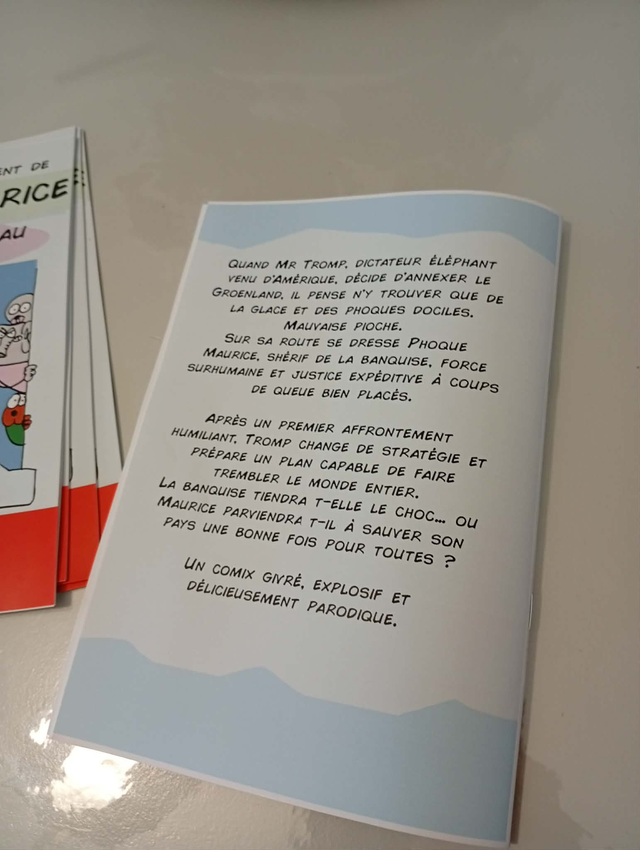 ENT DE
RICE
AU
QUAND MR TROMP, DICTATEUR ÉLÉPHANT
VENU D'AMÉRIQUE, DÉCIDE D'ANNEXER LE
GROENLAND, IL PENSE N'Y TROUVER QUE DE
LA GLACE ET DES PHOQUES DOCILES.
MAUVAISE PIOCHE.
SUR SA ROUTE SE DRESSE PHOQUE
MAURICE, SHÉRIF DE LA BANQUISE, FORCE
SURHUMAINE ET JUSTICE EXPÉDITIVE À COUPS
DE QUEUE BIEN PLACÉS.
APRÈS UN PREMIER AFFRONTEMENT
HUMILIANT, TROMP CHANGE DE STRATÉGIE ET
PRÉPARE UN PLAN CAPABLE DE FAIRE
TREMBLER LE MONDE ENTIER.
LA BANQUISE TIENDRA T-ELLE LE CHOC... OU
MAURICE PARVIENDRA T-IL À SAUVER SON
PAYS UNE BONNE FOIS POUR TOUTES ?
UN COMIX GIVRÉ, EXPLOSIF ET
DÉLICIEUSEMENT PARODIQUE.